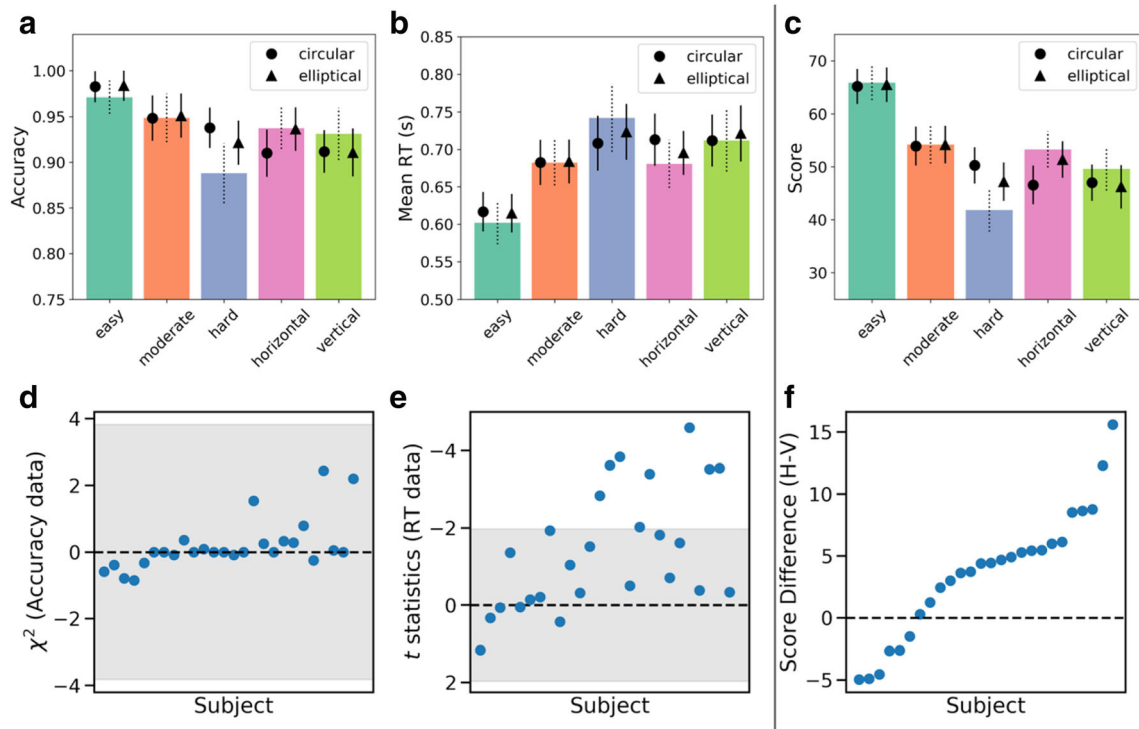 a
Accuracy
1.00
0.95
0.90
0.85
0.80
0.75
circular
elliptical
easy
moderate
hard
horizontal
vertical
b
Mean RT (s)
0.85
0.80
0.75
0.70
0.65
0.60
0.55
0.50
circular
elliptical
easy
moderate
hard
horizontal
vertical
c
Score
70
60
50
40
30
circular
elliptical
easy
moderate
hard
horizontal
vertical
d
χ² (Accuracy data)
4
2
0
−2
−4
Subject
e
t statistics (RT data)
−4
−2
0
2
Subject
f
Score Difference (H-V)
15
10
5
0
−5
Subject